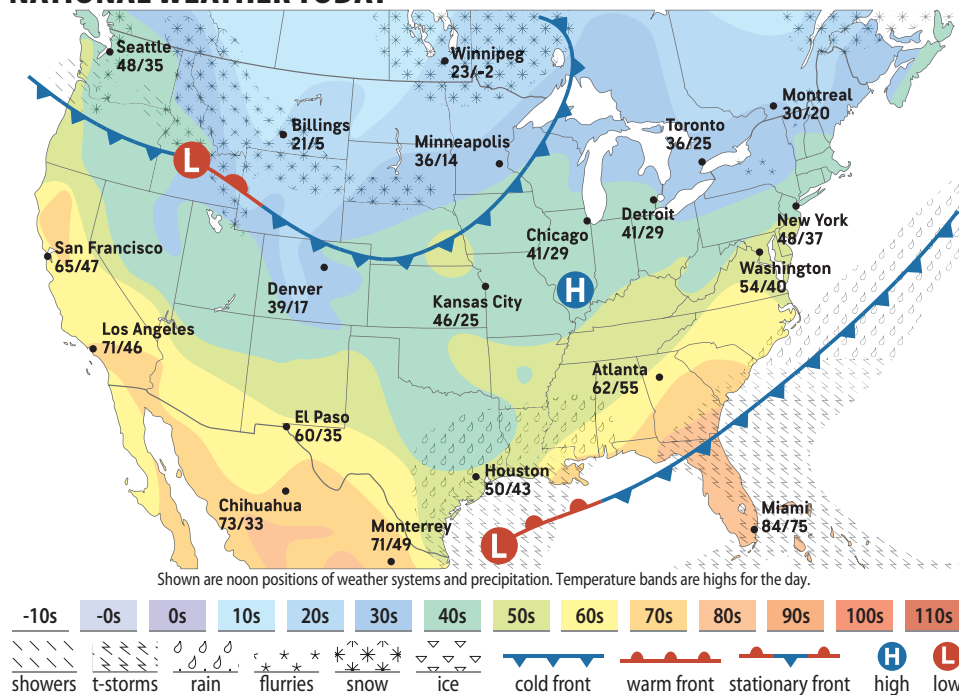 NATIONAL WEATHER TODAY
Seattle
48/35
Winnipeg
23/-2
Billings
21/5
Minneapolis
36/14
Montreal
30/20
Toronto
36/25
Detroit
41/29
Chicago
41/29
New York
48/37
Washington
54/40
San Francisco
65/47
Denver
39/17
Kansas City
46/25
H
L
Los Angeles
71/46
Atlanta
62/55
El Paso
60/35
Houston
50/43
Chihuahua
73/33
Monterrey
71/49
L
Miami
84/75
Shown are noon positions of weather systems and precipitation. Temperature bands are highs for the day.
-10s -0s 0s 10s 20s 30s 40s 50s 60s 70s 80s 90s 100s 110s
H L
showers t-storms rain flurries snow ice cold front warm front stationary front high low